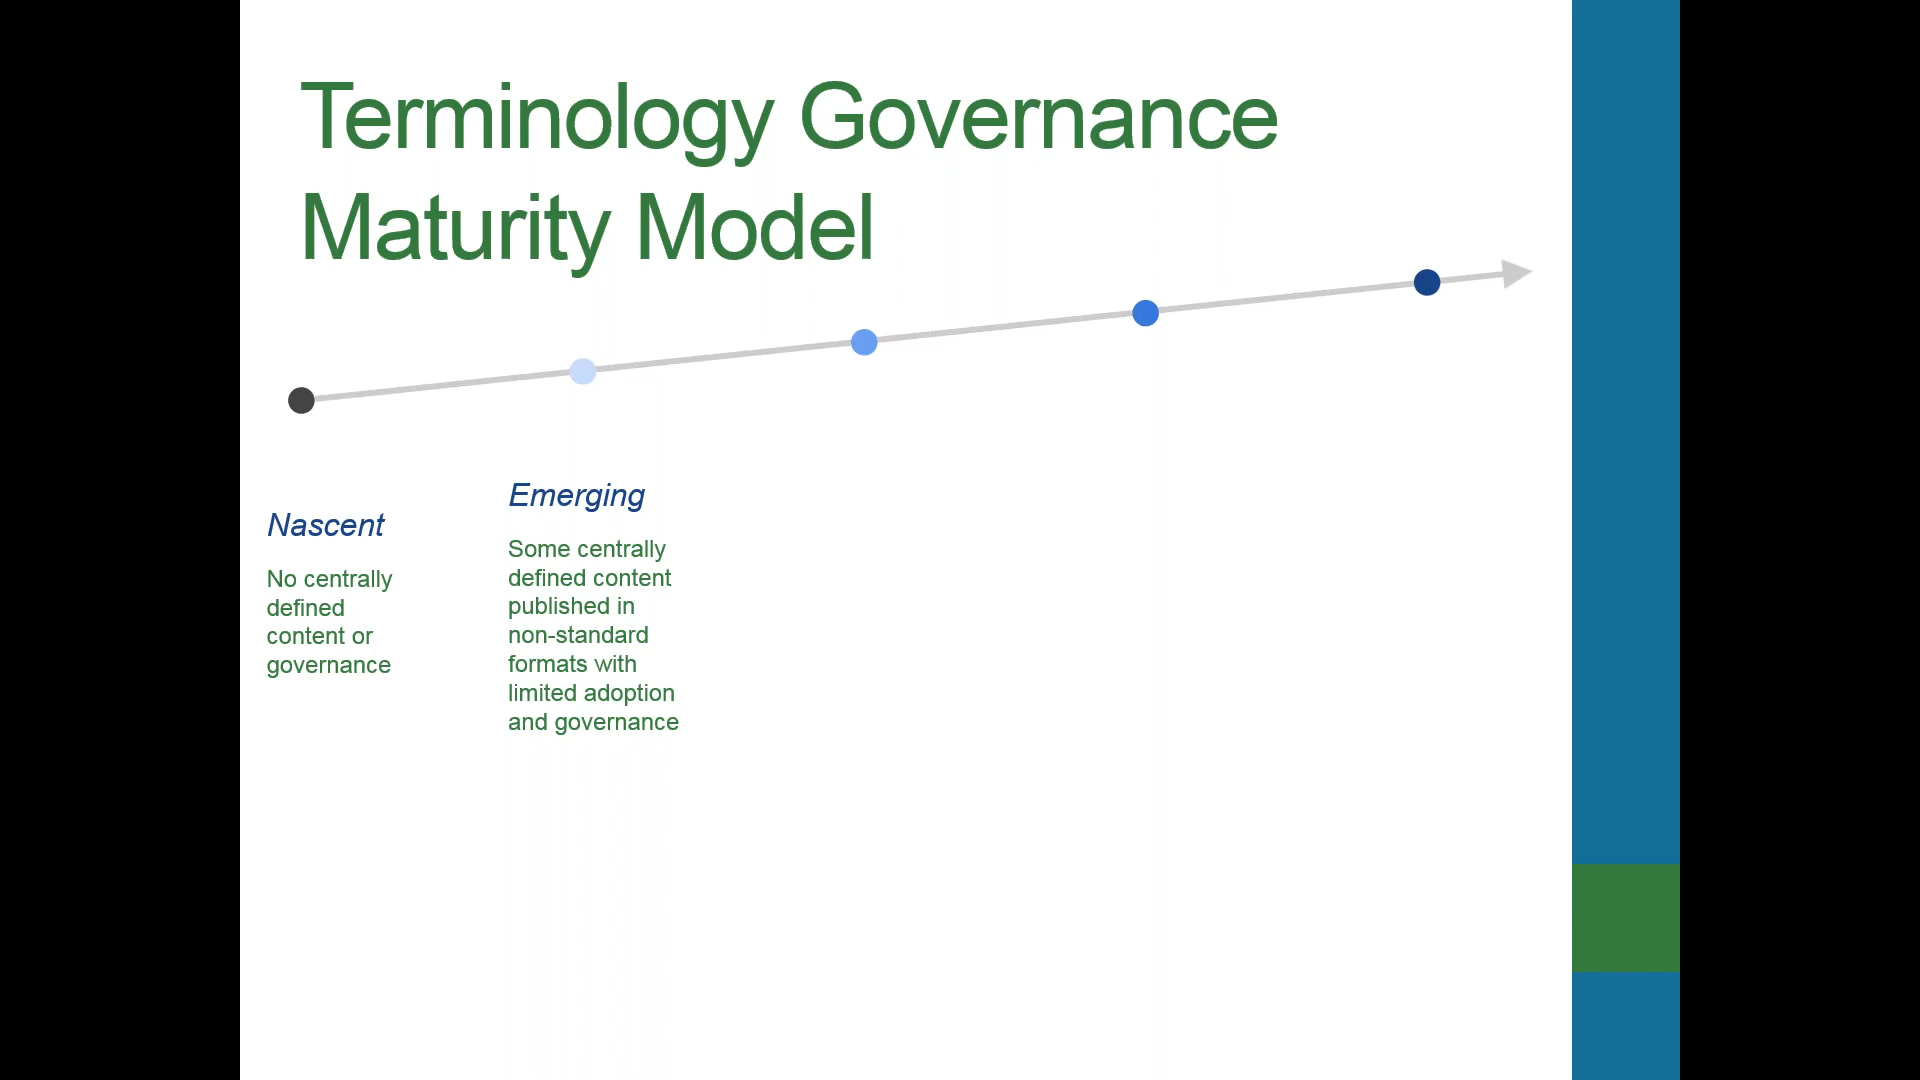 Terminology Governance
Maturity Model
Nascent
No centrally
defined
content or
governance
Emerging
Some centrally
defined content
published in
non-standard
formats with
limited adoption
and governance